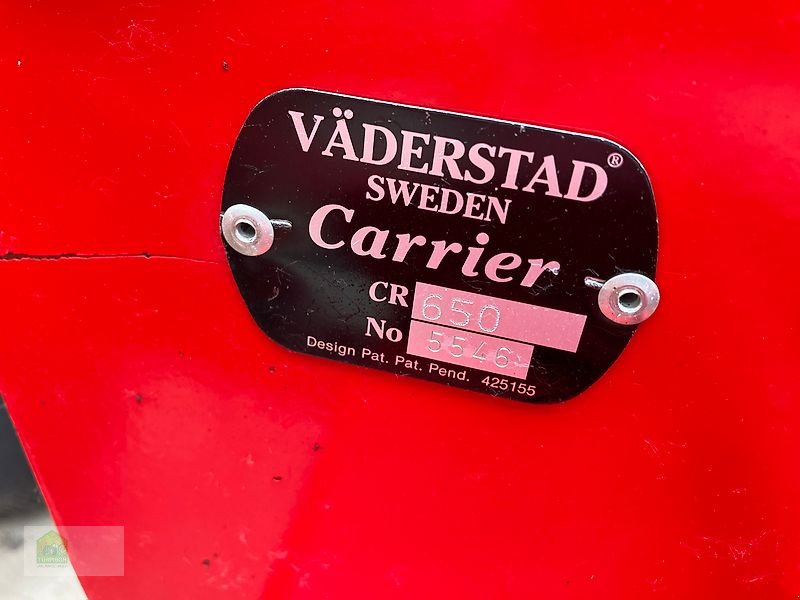 VÄDERSTAD®
SWEDEN
Carrier
CR 650
No 5546
Design Pat. Pat. Pend. 425155